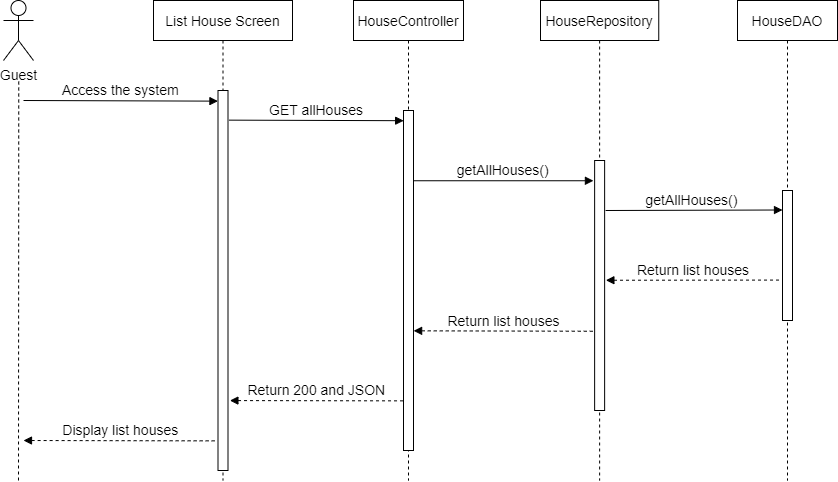 List House Screen
HouseController
HouseRepository
HouseDAO
Guest
Access the system
GET allHouses
getAllHouses()
getAllHouses()
Return list houses
Return list houses
Return 200 and JSON
Display list houses